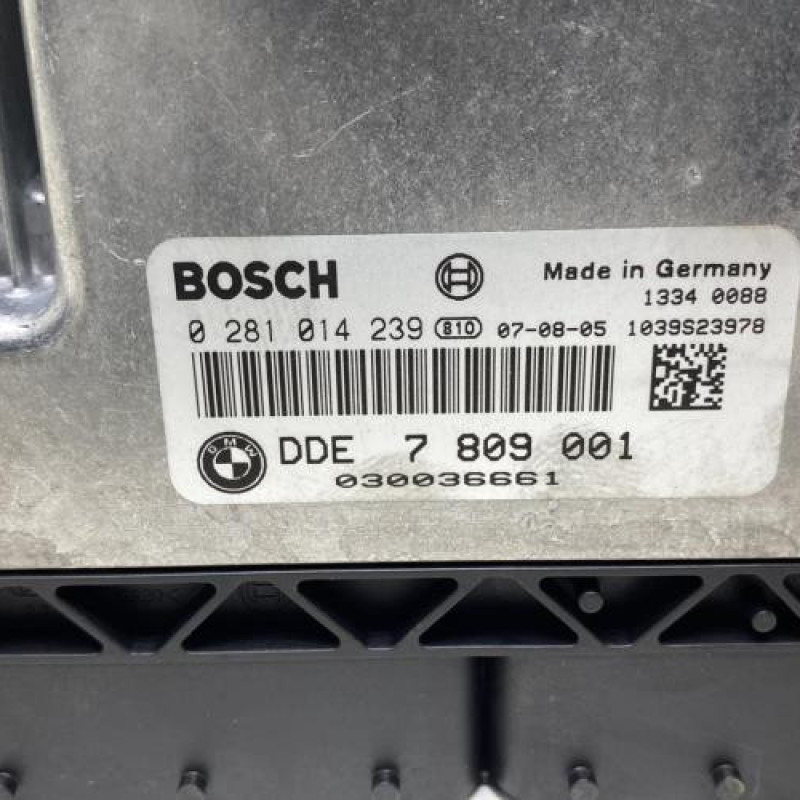 BOSCH Made in Germany
1334 0088
0 281 014 239 810 07-08-05 1039S23978
BMW DDE 7 809 001
030036661